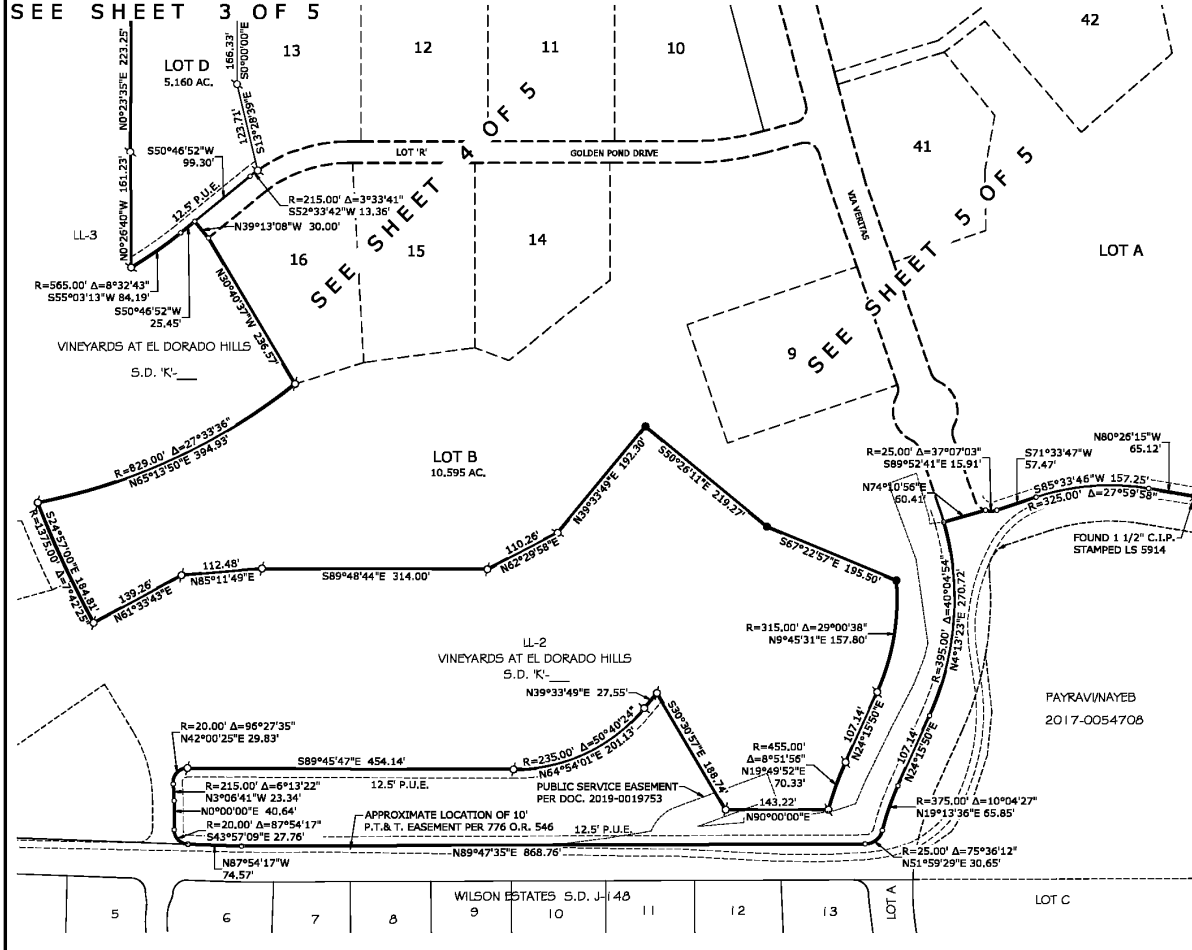 SEE SHEET 3 OF 5
N0°23'35"E 223.25'
166.33'
S0°00'00"E
LOT D
5.160 AC.
13
12
11
10
42
123.71'
S13°28'39"E
SEE SHEET 4 OF 5
S50°46'52"W
99.30'
12.5' P.U.E.
LOT 'R'
GOLDEN POND DRIVE
41
SEE SHEET 5 OF 5
N0°26'40"W 161.23'
LL-3
R=215.00' Δ=3°33'41"
S52°33'42"W 13.36'
N39°13'08"W 30.00'
VIA VERITAS
LOT A
16
15
14
R=565.00' Δ=8°32'43"
S55°03'13"W 84.19'
S50°46'52"W
25.45'
N30°40'37"W 236.57'
VINEYARDS AT EL DORADO HILLS
S.D. 'K'-___
9
R=829.00' Δ=27°33'36"
N65°13'50"E 394.93'
LOT B
10.595 AC.
N80°26'15"W
65.12'
R=25.00' Δ=37°07'03"
S89°52'41"E 15.91'
S71°33'47"W
57.47'
N74°10'56"E
60.41'
S85°33'46"W 157.25'
R=325.00' Δ=27°59'58"
FOUND 1 1/2" C.I.P.
STAMPED LS 5914
S24°57'00"E 184.81'
R=1375.00' Δ=7°42'25"
139.26'
N61°33'43"E
112.48'
N85°11'49"E
S89°48'44"E 314.00'
110.26'
N62°29'58"E
N39°33'49"E 192.30'
S50°26'11"E 219.27'
S67°22'57"E 195.50'
R=395.00' Δ=40°04'54"
N4°13'23"E 270.72'
R=315.00' Δ=29°00'38"
N9°45'31"E 157.80'
LL-2
VINEYARDS AT EL DORADO HILLS
S.D. 'K'-___
N39°33'49"E 27.55'
PAYRAVI/NAYEB
2017-0054708
R=20.00' Δ=96°27'35"
N42°00'25"E 29.83'
S89°45'47"E 454.14'
R=235.00' Δ=50°40'24"
N64°54'01"E 201.13'
S30°30'57"E 188.74'
107.14'
N24°15'50"E
107.14'
N24°15'50"E
R=455.00'
Δ=8°51'56"
N19°49'52"E
70.33'
R=215.00' Δ=6°13'22"
N3°06'41"W 23.34'
12.5' P.U.E.
PUBLIC SERVICE EASEMENT
PER DOC. 2019-0019753
143.22'
N90°00'00"E
N0°00'00"E 40.64'
R=375.00' Δ=10°04'27"
N19°13'36"E 65.85'
R=20.00' Δ=87°54'17"
S43°57'09"E 27.76'
APPROXIMATE LOCATION OF 10'
P.T.& T. EASEMENT PER 776 O.R. 546
12.5' P.U.E.
N89°47'35"E 868.76'
R=25.00' Δ=75°36'12"
N51°59'29"E 30.65'
N87°54'17"W
74.57'
WILSON ESTATES S.D. J-148
5
6
7
8
9
10
11
12
13
LOT A
LOT C